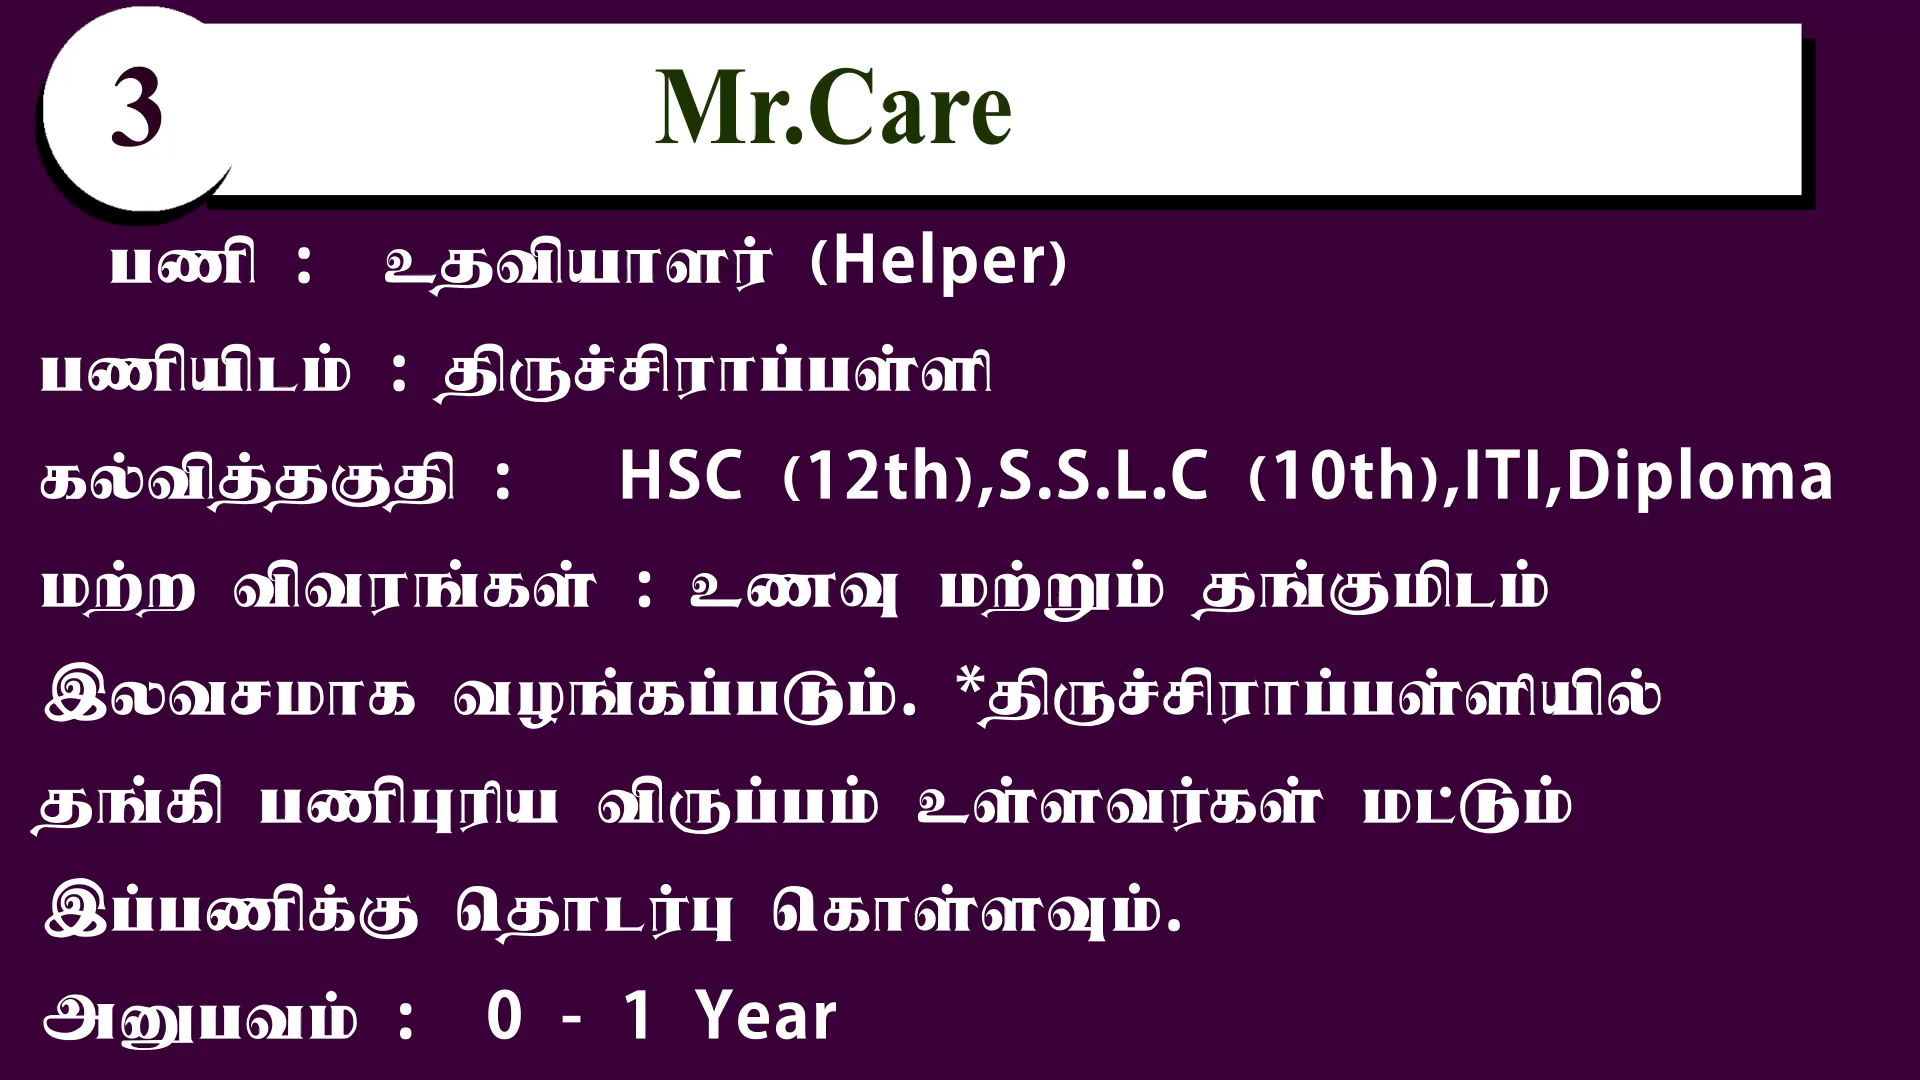 3
Mr.Care
பணி : உதவியாளர் (Helper)
பணியிடம் : திருச்சிராப்பள்ளி
கல்வித்தகுதி : HSC (12th),S.S.L.C (10th),ITI,Diploma
மற்ற விவரங்கள் : உணவு மற்றும் தங்குமிடம்
இலவசமாக வழங்கப்படும். *திருச்சிராப்பள்ளியில்
தங்கி பணிபுரிய விருப்பம் உள்ளவர்கள் மட்டும்
இப்பணிக்கு தொடர்பு கொள்ளவும்.
அனுபவம் : 0 - 1 Year